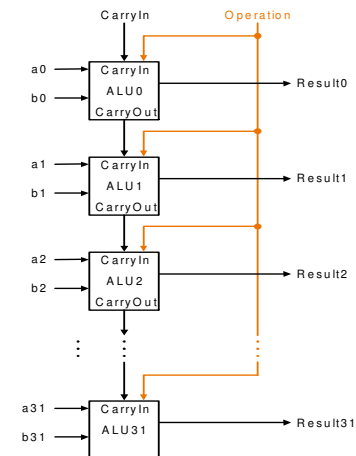 CarryIn Operation
a0 CarryIn
ALU0 Result0
b0
CarryOut
a1 CarryIn
ALU1 Result1
b1
CarryOut
a2 CarryIn
ALU2 Result2
b2
CarryOut
a31 CarryIn
ALU31 Result31
b31